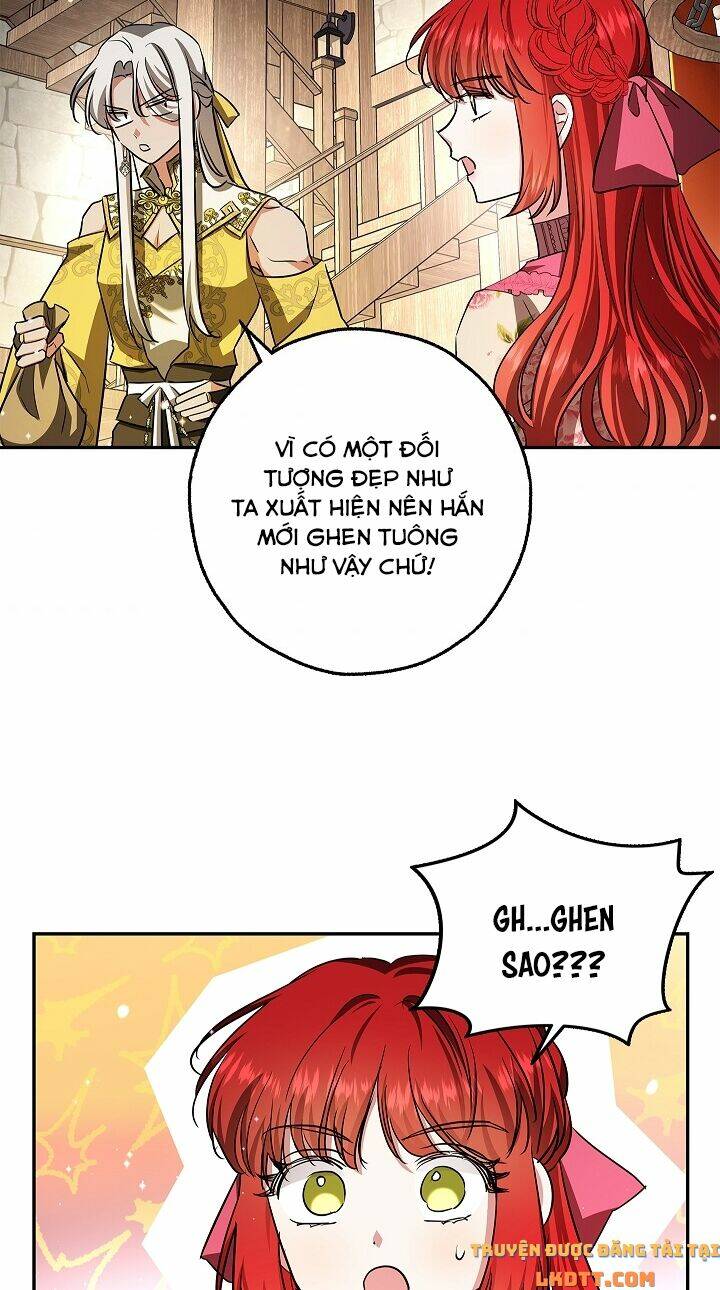 VÌ CÓ MỘT ĐỐI
TƯỢNG ĐẸP NHƯ
TA XUẤT HIỆN NÊN HẮN
MỚI GHEN TUÔNG
NHƯ VẬY CHỨ!
GH...GHEN
SAO???
TRUYỆN ĐƯỢC ĐĂNG TẢI TẠI
LKDTT.COM